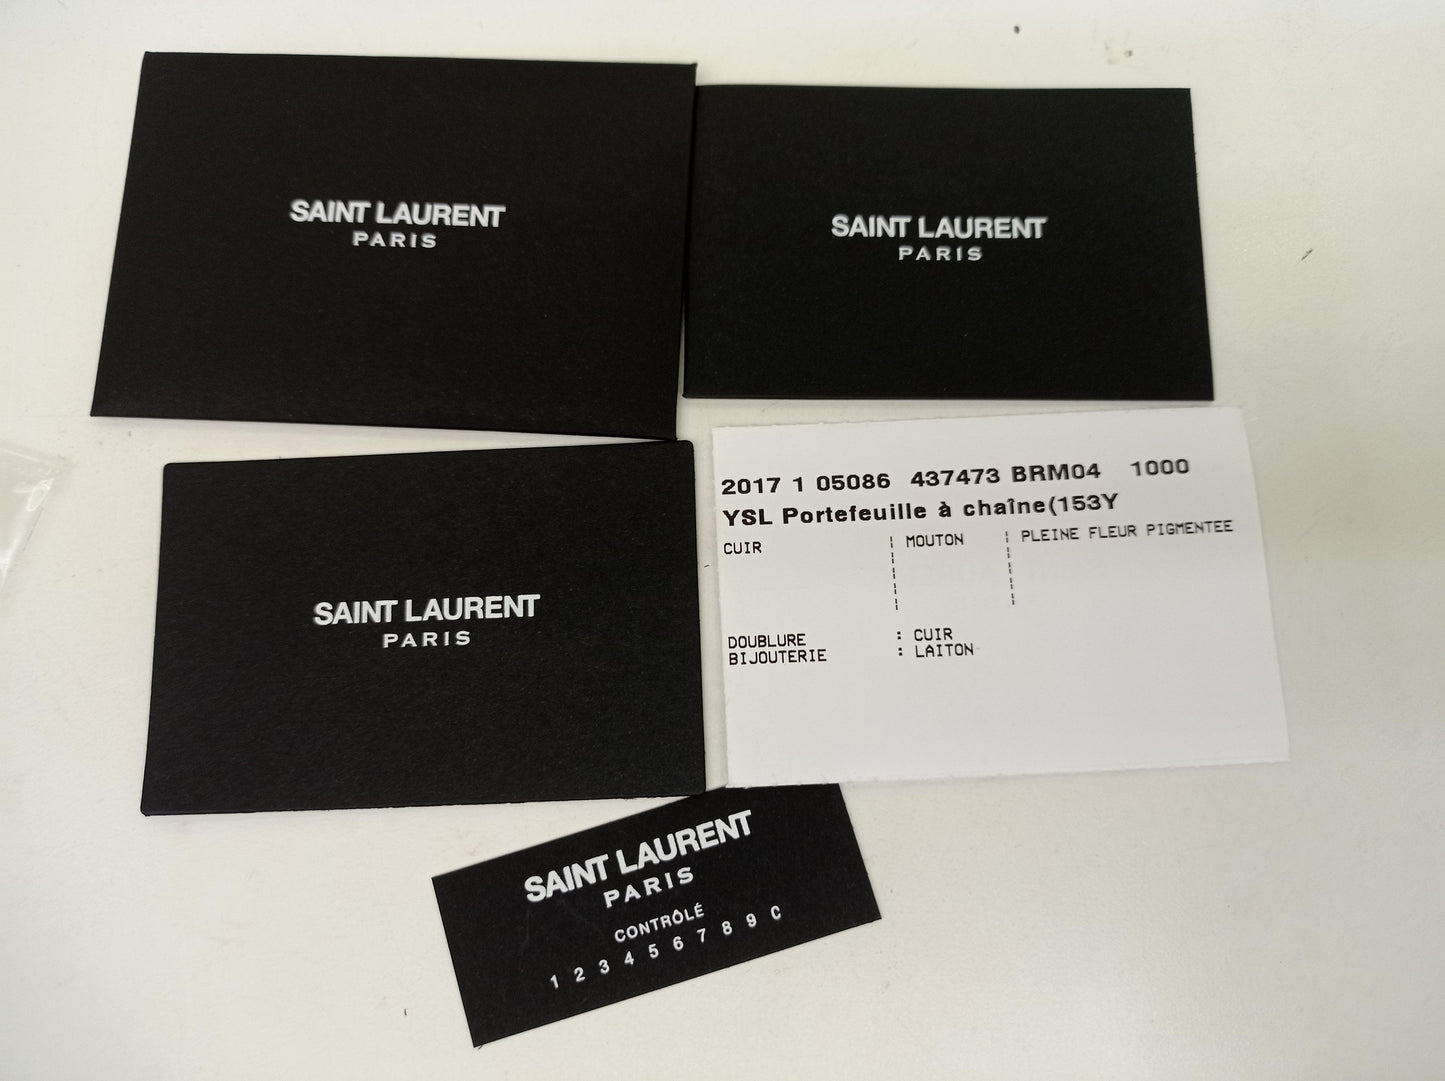 SAINT LAURENT
PARIS
SAINT LAURENT
PARIS
SAINT LAURENT
PARIS
2017 1 05086 437473 BRM04 1000
YSL Portefeuille à chaîne(153Y
CUIR ¦ MOUTON ¦ PLEINE FLEUR PIGMENTEE
DOUBLURE : CUIR
BIJOUTERIE : LAITON
SAINT LAURENT
PARIS
CONTRÔLÉ
1 2 3 4 5 6 7 8 9 C